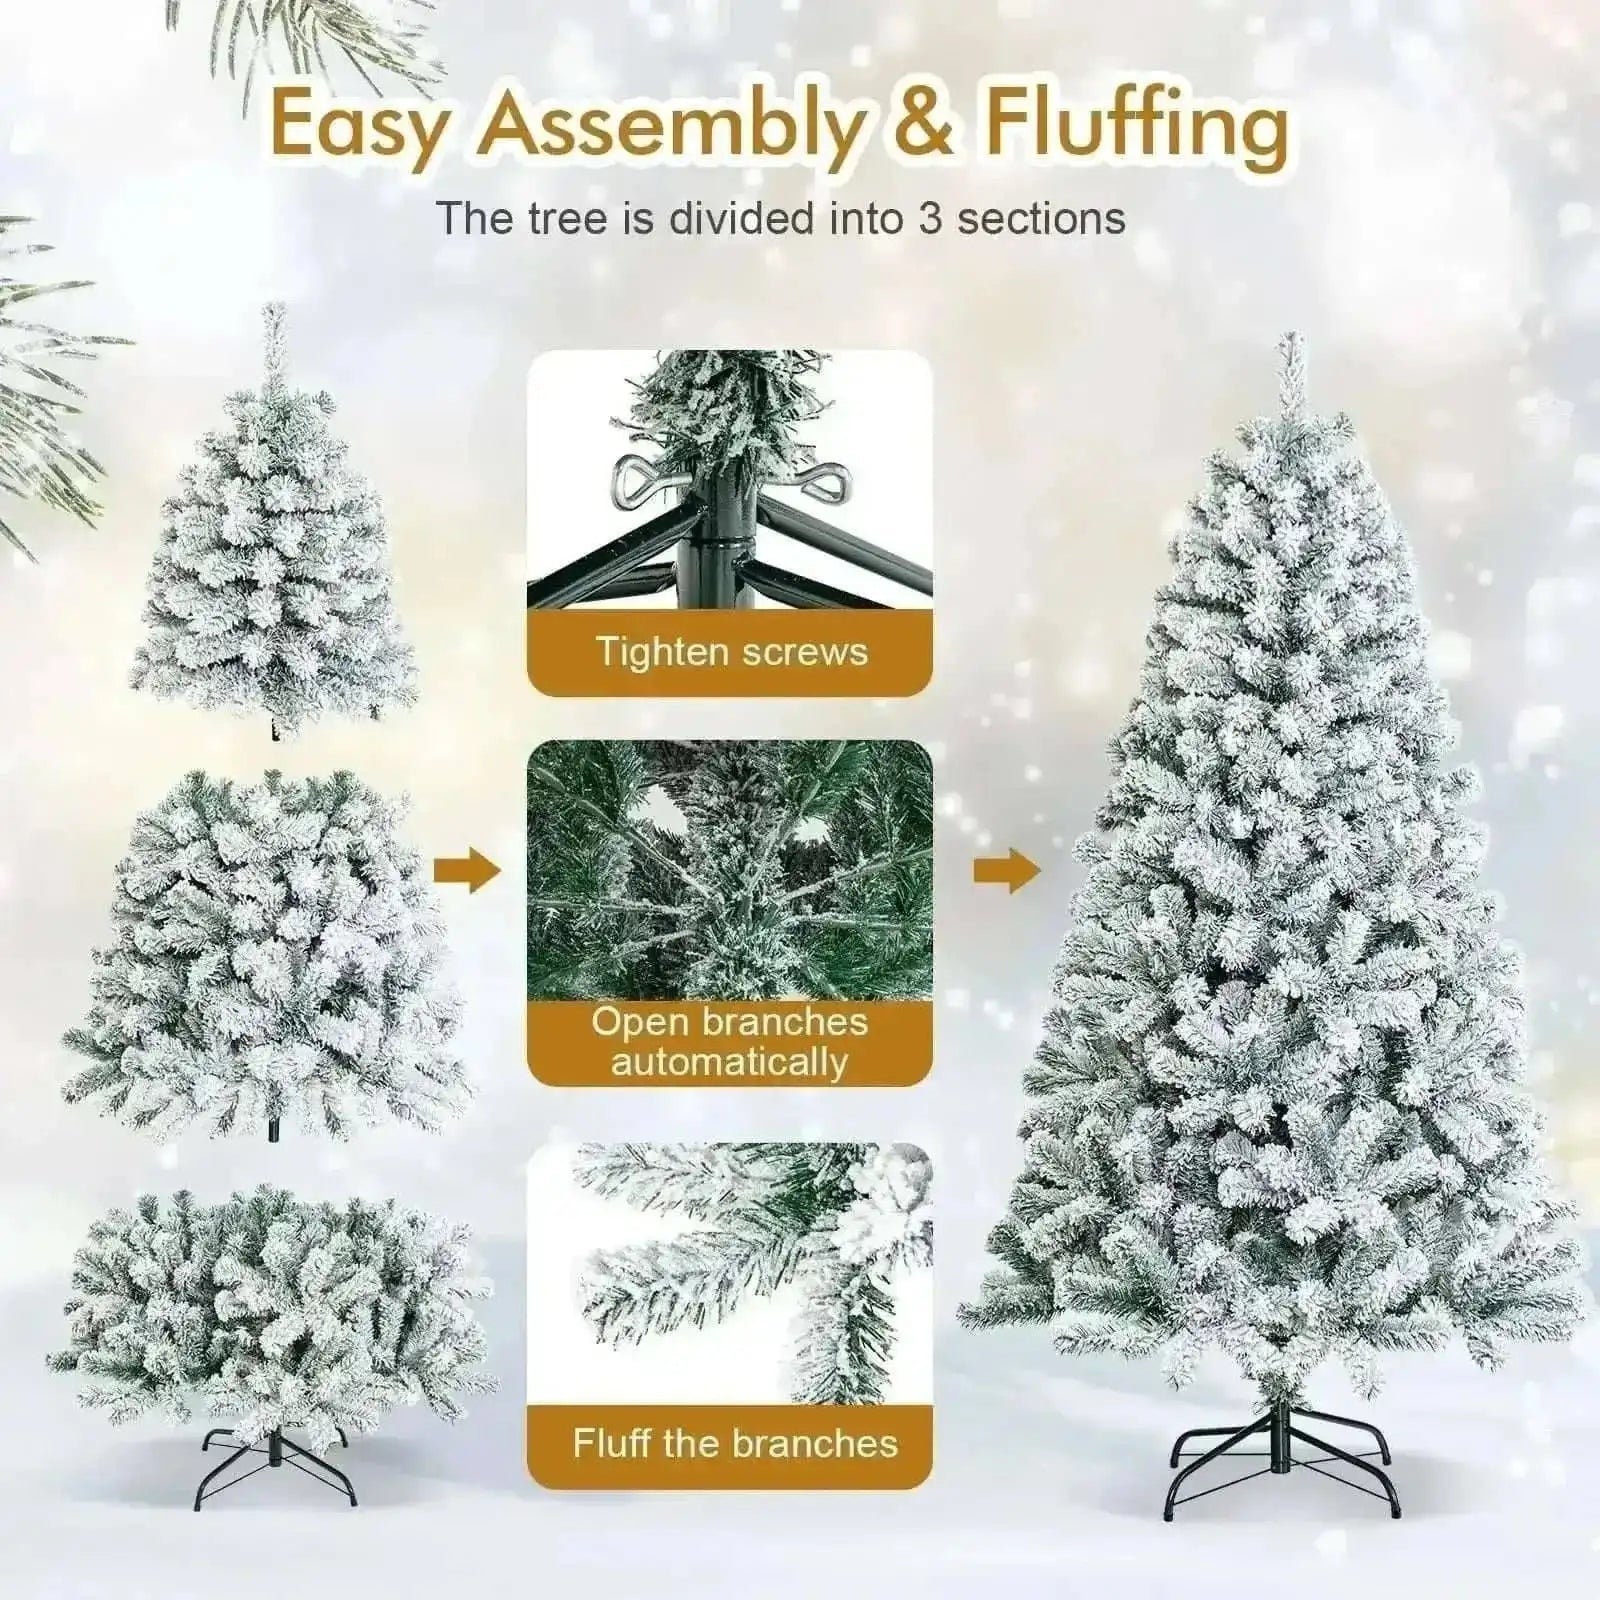 Easy Assembly & Fluffing
The tree is divided into 3 sections
Tighten screws
Open branches
automatically
Fluff the branches